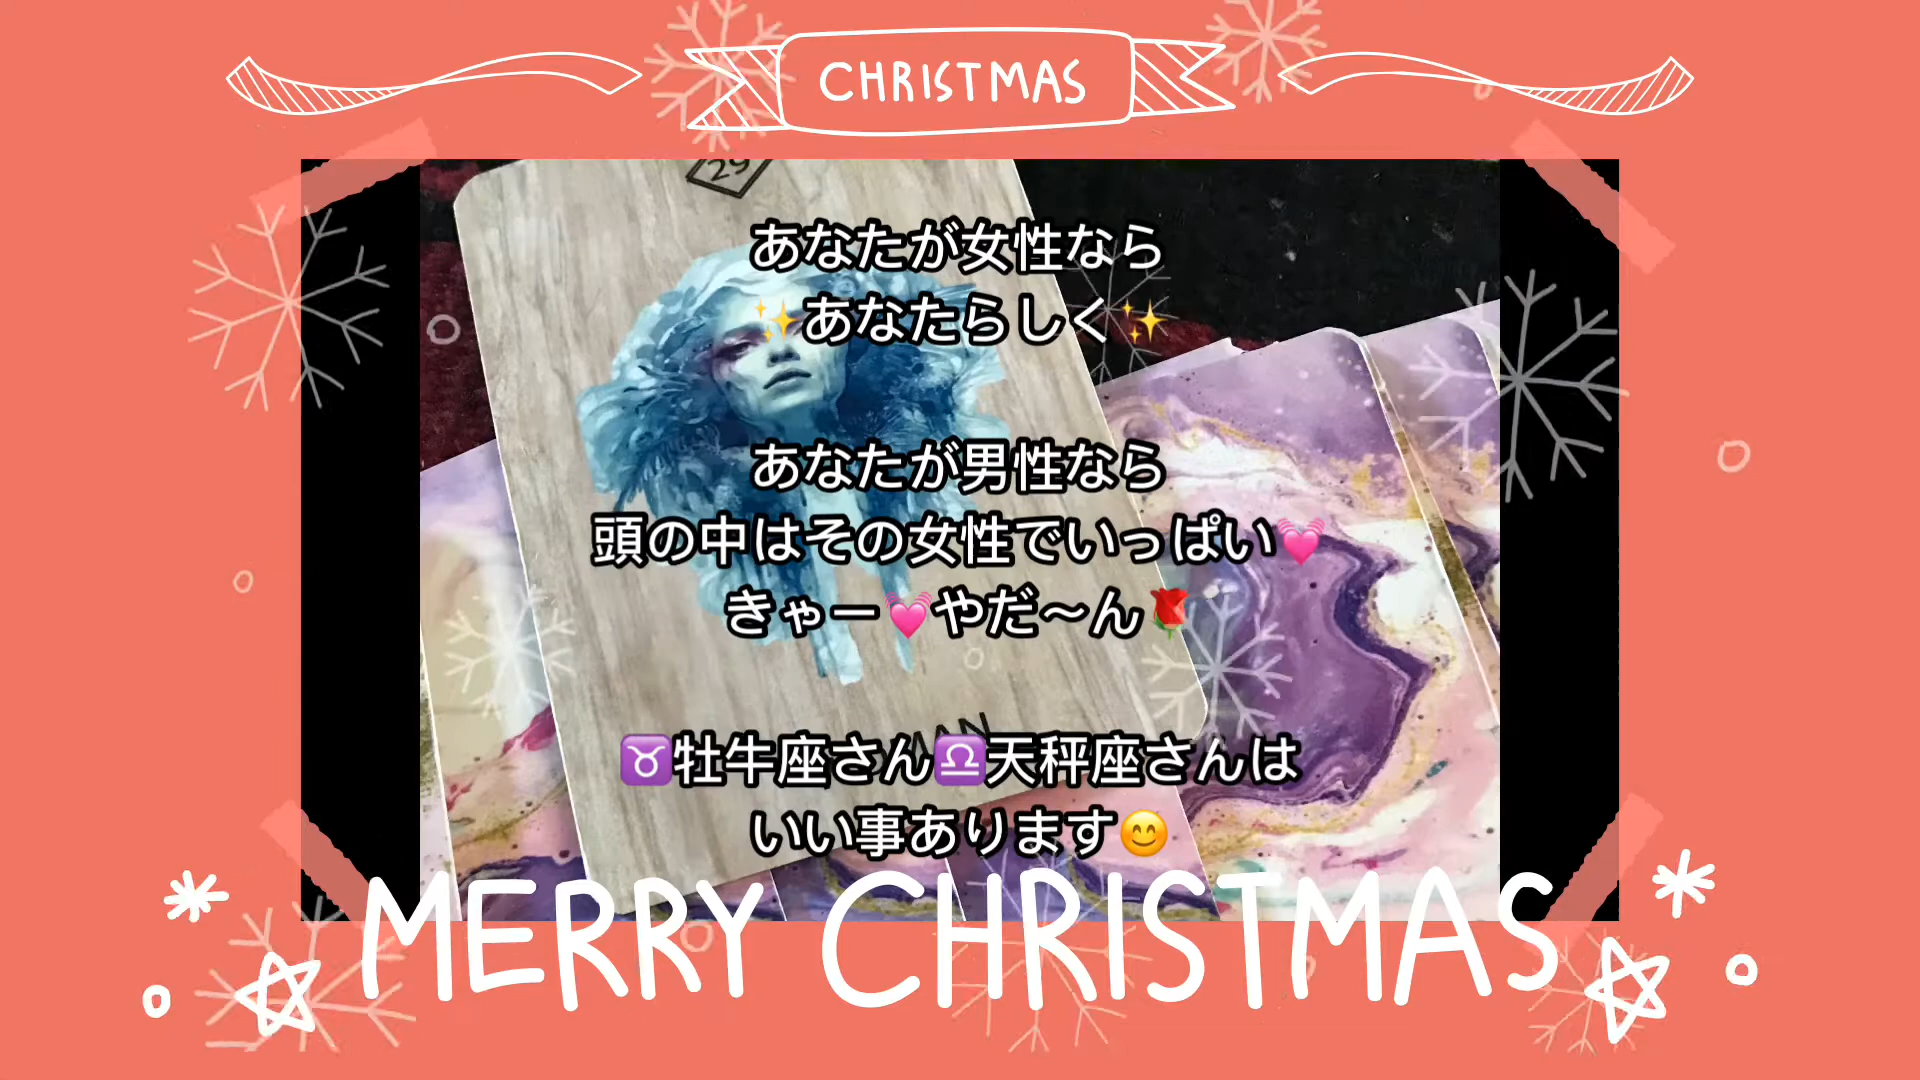 CHRISTMAS
29
あなたが女性なら
✨あなたらしく✨
あなたが男性なら
頭の中はその女性でいっぱい💓
きゃー💓やだ〜ん🌹
♉牡牛座さん♎天秤座さんは
いい事あります😊
MERRY CHRISTMAS